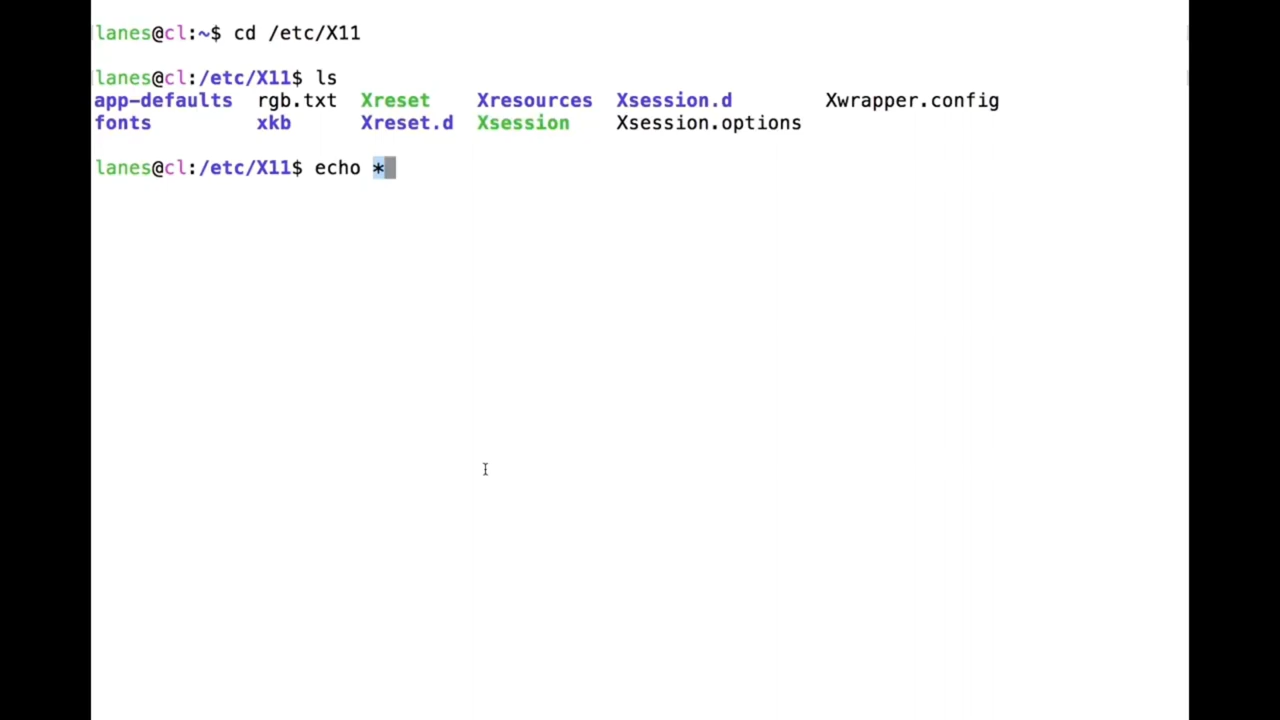 lanes@cl:~$ cd /etc/X11
lanes@cl:/etc/X11$ ls
app-defaults rgb.txt Xreset Xresources Xsession.d Xwrapper.config
fonts xkb Xreset.d Xsession Xsession.options
lanes@cl:/etc/X11$ echo *